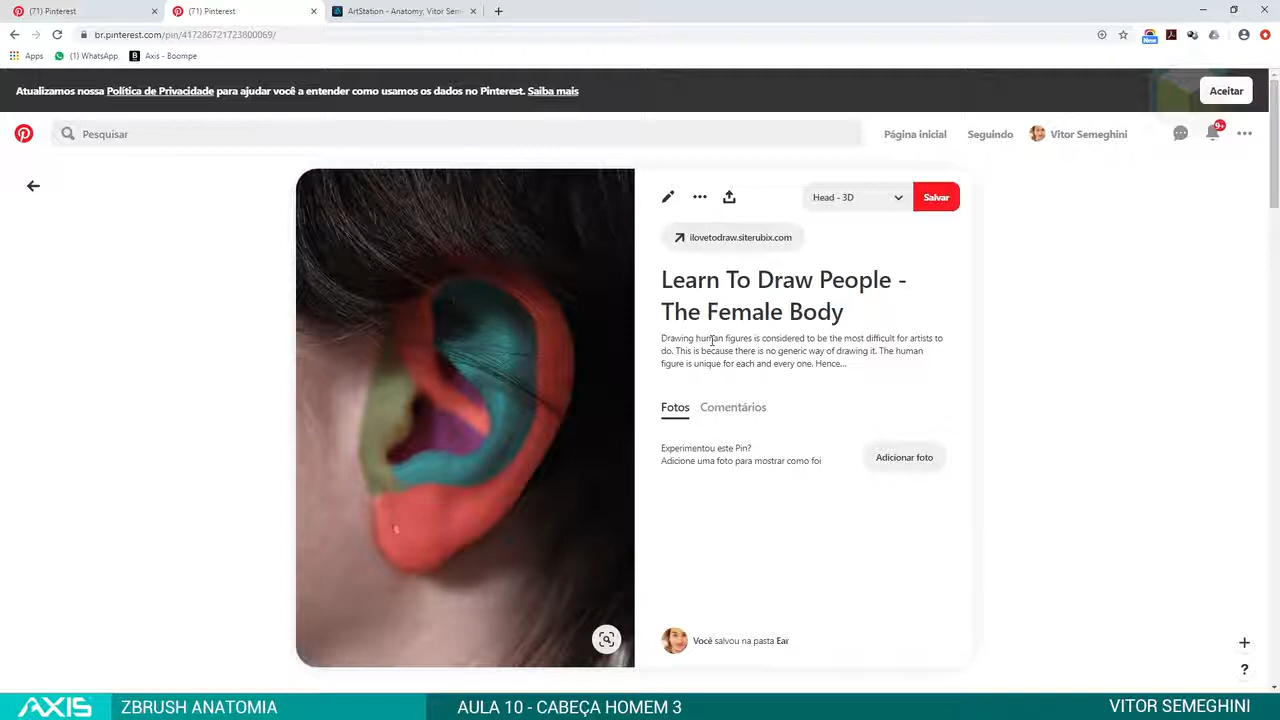 (71) Pinterest
(71) Pinterest
ArtStation - Anatomy, Vitor Sem
br.pinterest.com/pin/417286721723800069/
New
Apps
(1) WhatsApp
Axis - Boompe
Atualizamos nossa Política de Privacidade para ajudar você a entender como usamos os dados no Pinterest. Saiba mais
Aceitar
Pesquisar
Página inicial
Seguindo
Vitor Semeghini
9+
Head - 3D
Salvar
ilovetodraw.siterubix.com
Learn To Draw People -
The Female Body
Drawing human figures is considered to be the most difficult for artists to
do. This is because there is no generic way of drawing it. The human
figure is unique for each and every one. Hence...
Fotos
Comentários
Experimentou este Pin?
Adicione uma foto para mostrar como foi
Adicionar foto
Você salvou na pasta Ear
?
AXIS
ZBRUSH ANATOMIA
AULA 10 - CABEÇA HOMEM 3
VITOR SEMEGHINI